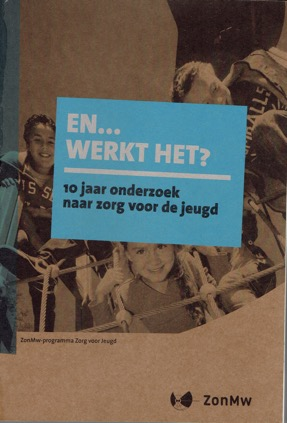 EN...
WERKT HET?
10 jaar onderzoek
naar zorg voor de jeugd
ZonMw-programma Zorg voor Jeugd
ZonMw